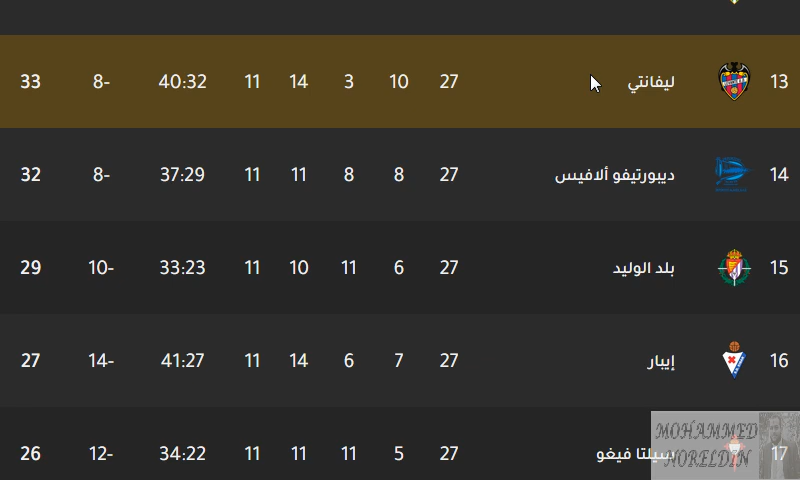 13 ليفانتي 27 10 3 14 11 40:32 8- 33
14 ديبورتيفو ألافيس 27 8 8 11 11 37:29 8- 32
15 بلد الوليد 27 6 11 10 11 33:23 10- 29
16 إيبار 27 7 6 14 11 41:27 14- 27
17 سيلتا فيغو 27 5 11 11 11 34:22 12- 26
MOHAMMED
NORELDIN